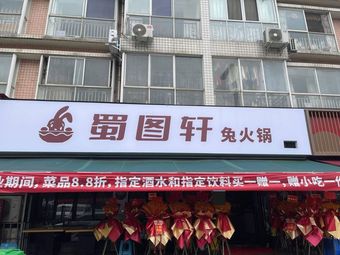 蜀图轩 兔火锅
业期间，菜品8.8折，指定酒水和指定饮料买一赠一，赠小吃一